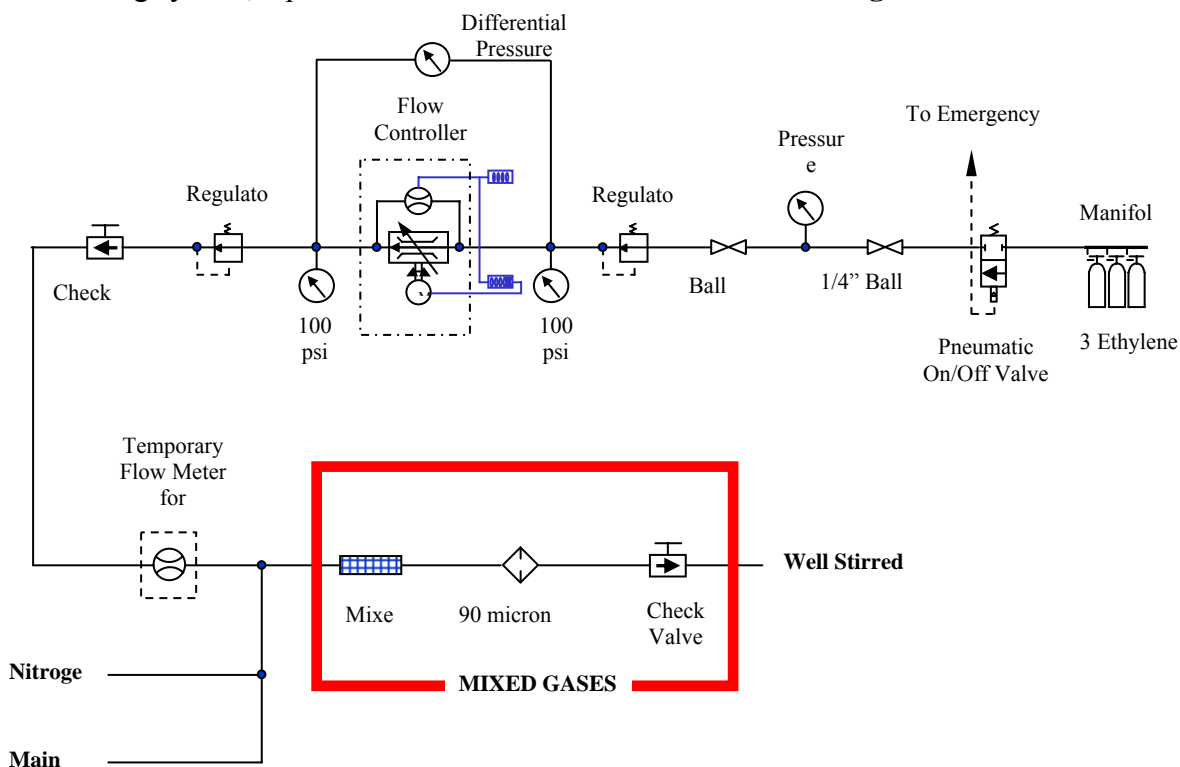 Differential
Pressure
Flow
Controller
To Emergency
Pressur
e
Regulato
Regulato
Manifol
Check
Ball
1/4” Ball
100
psi
100
psi
Pneumatic
On/Off Valve
3 Ethylene
Temporary
Flow Meter
for
Well Stirred
Mixe
90 micron
Check
Valve
Nitroge
MIXED GASES
Main